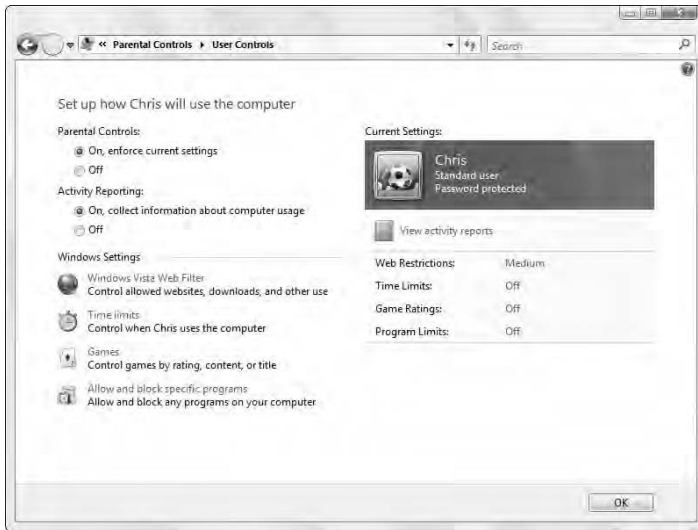 « Parental Controls ▸ User Controls
Search
Set up how Chris will use the computer
Parental Controls:
On, enforce current settings
Off
Activity Reporting:
On, collect information about computer usage
Off
Windows Settings
Windows Vista Web Filter
Control allowed websites, downloads, and other use
Time limits
Control when Chris uses the computer
Games
Control games by rating, content, or title
Allow and block specific programs
Allow and block any programs on your computer
Current Settings:
Chris
Standard user
Password protected
View activity reports
Web Restrictions: Medium
Time Limits: Off
Game Ratings: Off
Program Limits: Off
OK